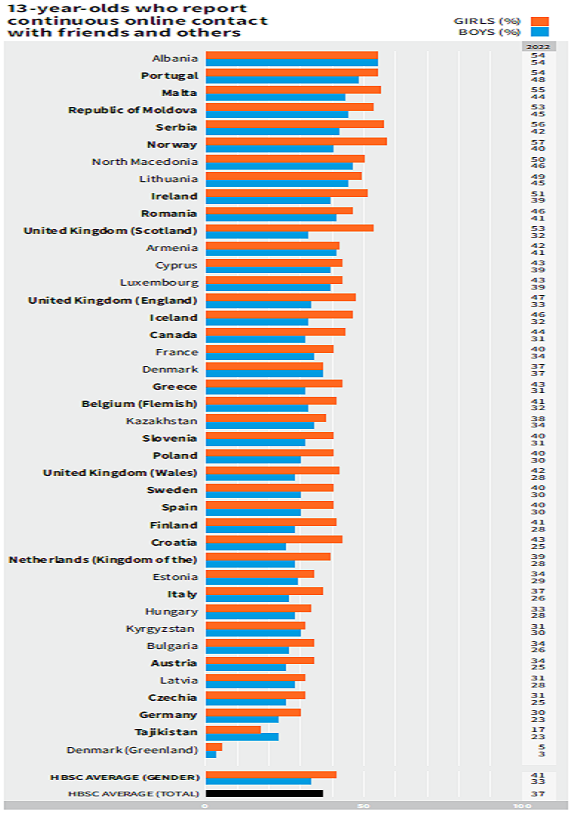 13-year-olds who report
continuous online contact
with friends and others
GIRLS (%)
BOYS (%)
2022
Albania 54
54
Portugal 54
48
Malta 55
44
Republic of Moldova 53
45
Serbia 56
42
Norway 57
40
North Macedonia 50
46
Lithuania 49
45
Ireland 51
39
Romania 46
41
United Kingdom (Scotland) 53
32
Armenia 42
41
Cyprus 43
39
Luxembourg 43
39
United Kingdom (England) 47
33
Iceland 46
32
Canada 44
31
France 40
34
Denmark 37
37
Greece 43
31
Belgium (Flemish) 41
32
Kazakhstan 38
34
Slovenia 40
31
Poland 40
30
United Kingdom (Wales) 42
28
Sweden 40
30
Spain 40
30
Finland 41
28
Croatia 43
25
Netherlands (Kingdom of the) 39
28
Estonia 34
29
Italy 37
26
Hungary 33
28
Kyrgyzstan 31
30
Bulgaria 34
26
Austria 34
25
Latvia 31
28
Czechia 31
25
Germany 30
23
Tajikistan 17
23
Denmark (Greenland) 5
3
HBSC AVERAGE (GENDER) 41
33
HBSC AVERAGE (TOTAL) 37
0 50 100